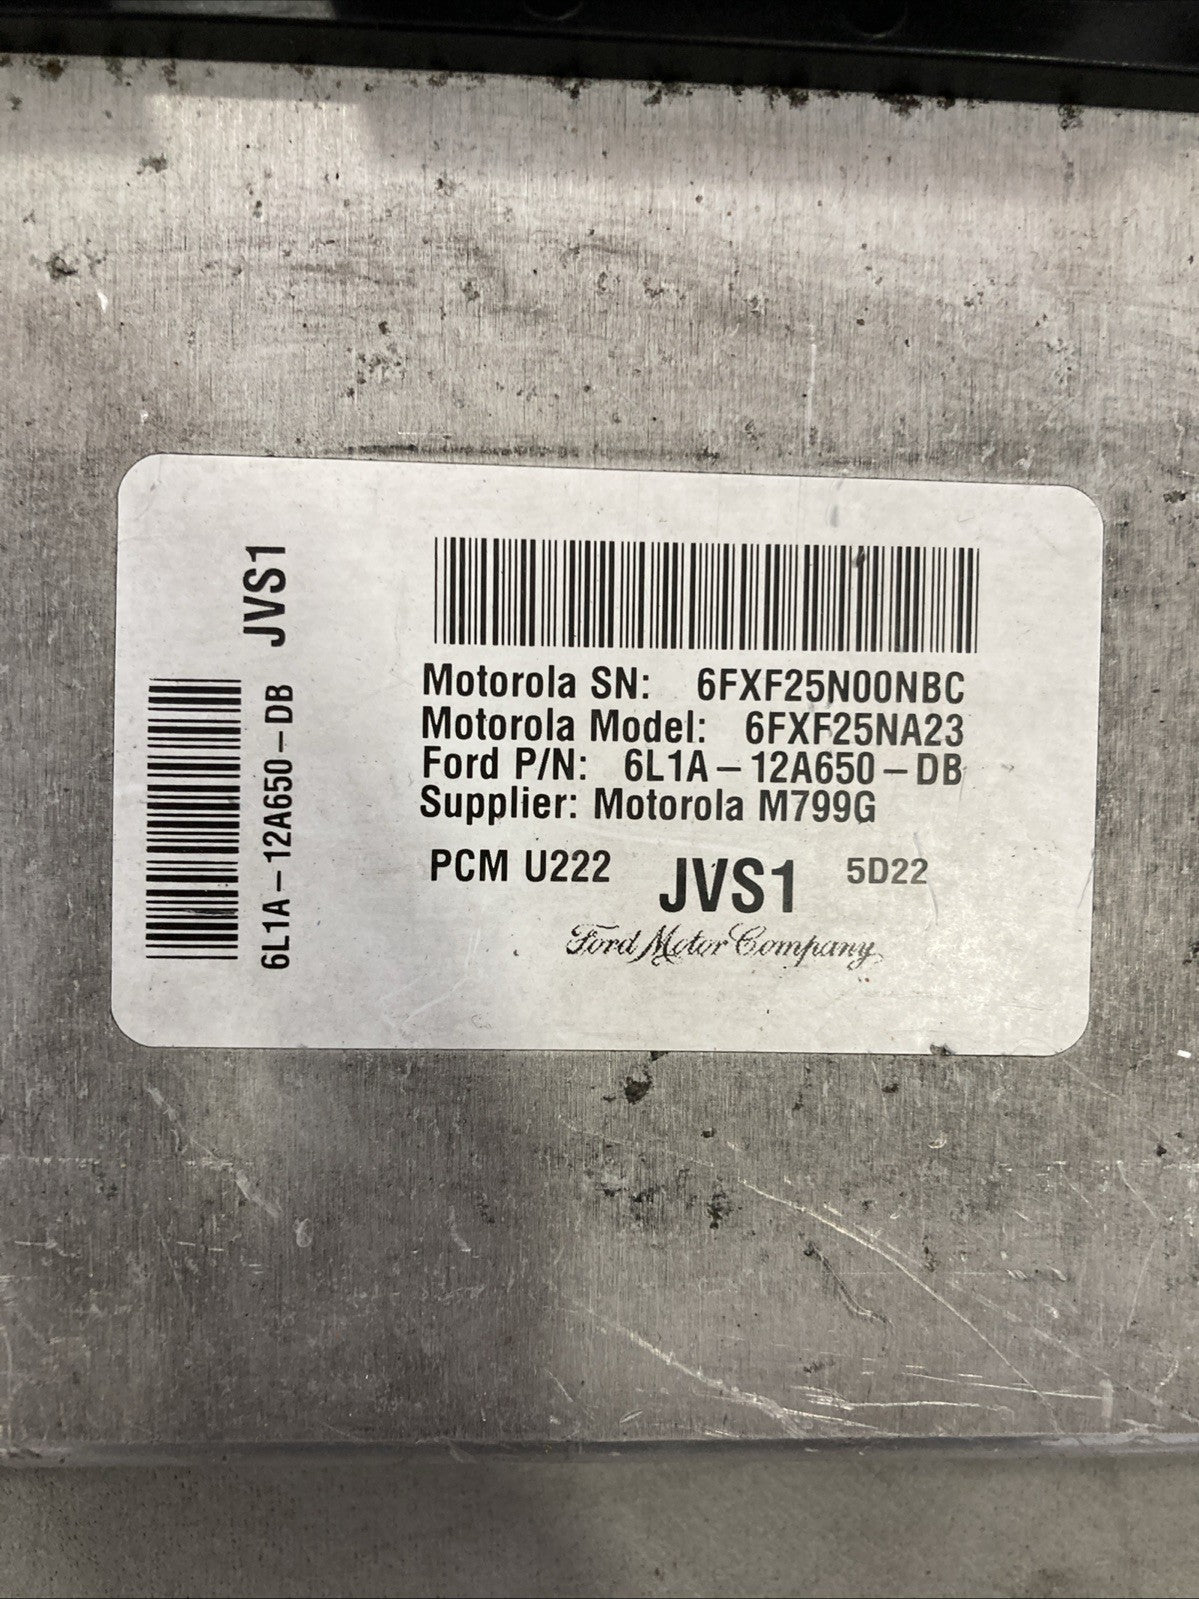 JVS1
6L1A-12A650-DB
Motorola SN: 6FXF25N00NBC
Motorola Model: 6FXF25NA23
Ford P/N: 6L1A-12A650-DB
Supplier: Motorola M799G
PCM U222 JVS1 5D22
Ford Motor Company